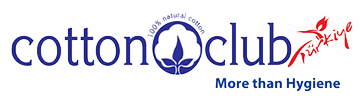 100% natural cotton
cotton club Türkiye
More than Hygiene